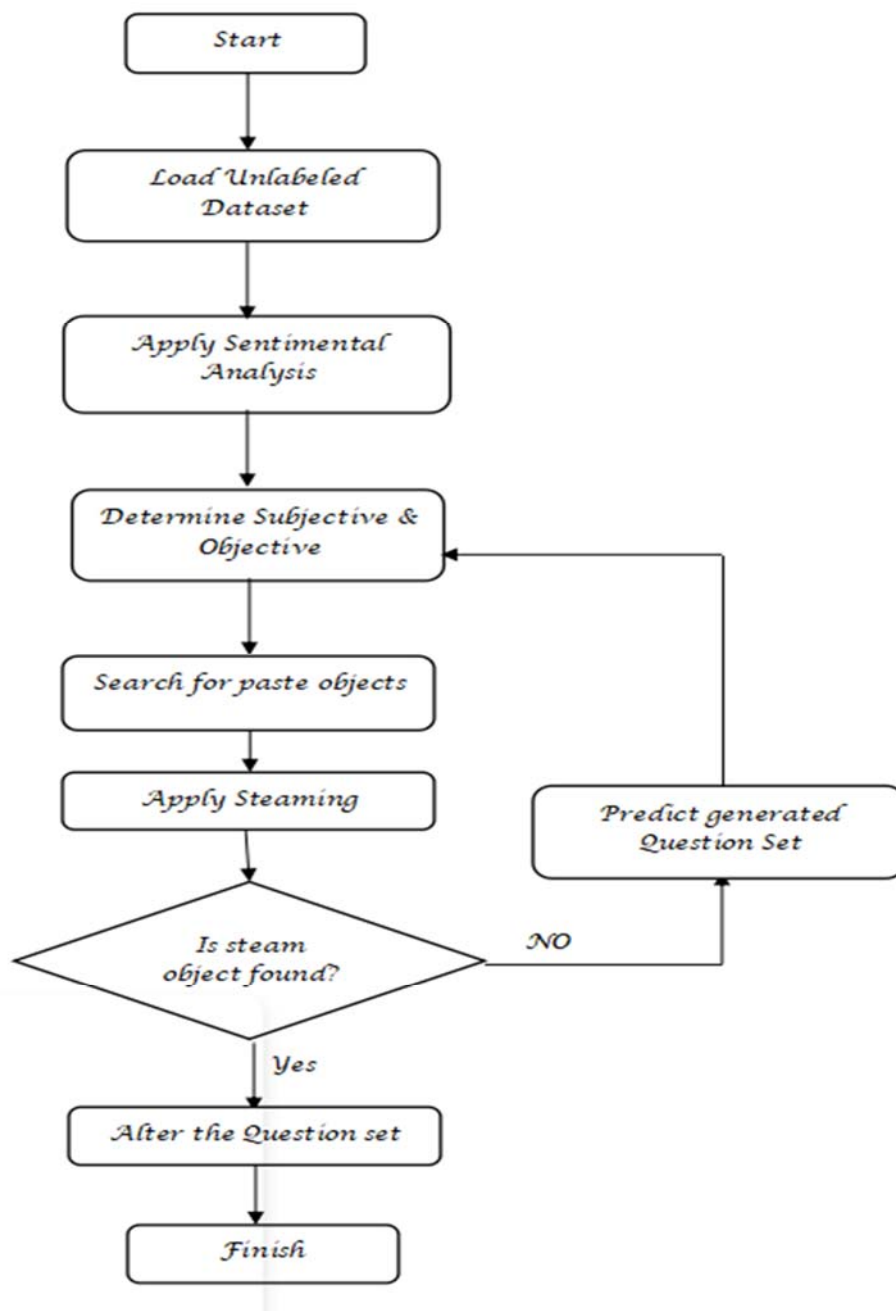 Start
Load Unlabeled
Dataset
Apply Sentimental
Analysis
Determine Subjective &
Objective
Search for paste objects
Apply Steaming
Predict generated
Question Set
Is steam
object found?
NO
Yes
Alter the Question set
Finish